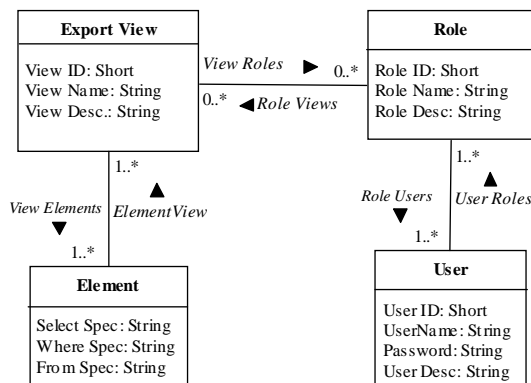 Export View
View ID: Short
View Name: String
View Desc.: String
View Roles
0..*
0..*
Role Views
Role
Role ID: Short
Role Name: String
Role Desc: String
1..*
View Elements
ElementView
1..*
1..*
Role Users
User Roles
1..*
Element
Select Spec: String
Where Spec: String
From Spec: String
User
User ID: Short
UserName: String
Password: String
User Desc: String